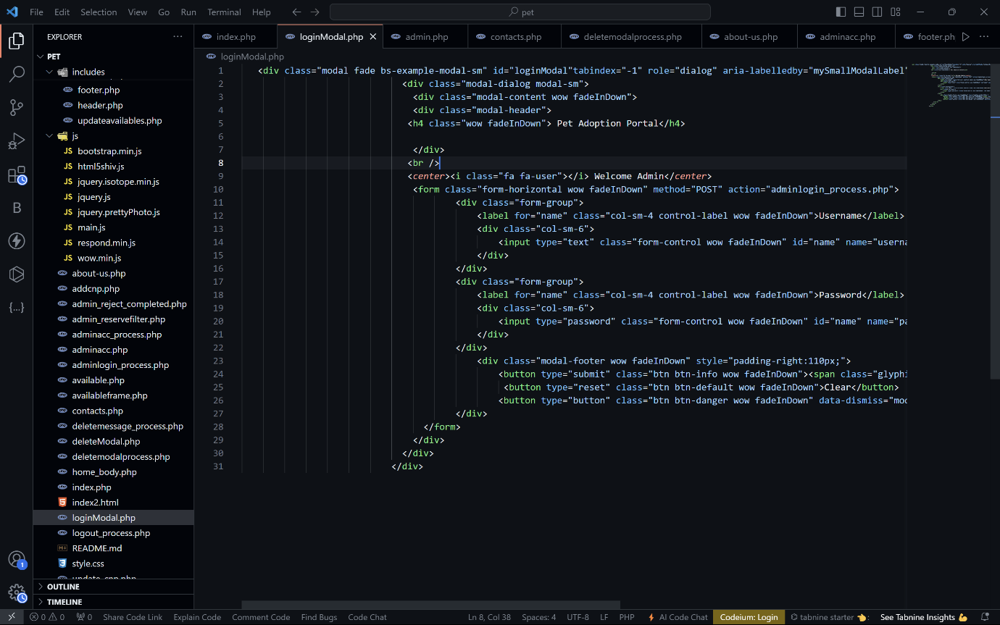 File Edit Selection View Go Run Terminal Help
pet
EXPLORER
PET
includes
footer.php
header.php
updateavailables.php
js
JS bootstrap.min.js
JS html5shiv.js
JS jquery.isotope.min.js
JS jquery.js
JS jquery.prettyPhoto.js
JS main.js
JS respond.min.js
JS wow.min.js
about-us.php
addcnp.php
admin_reject_completed.php
admin_reservefilter.php
adminacc_process.php
adminacc.php
adminlogin_process.php
available.php
availableframe.php
contacts.php
deletemessage_process.php
deleteModal.php
deletemodalprocess.php
home_body.php
index.php
index2.html
loginModal.php
logout_process.php
README.md
style.css
OUTLINE
TIMELINE
index.php loginModal.php admin.php contacts.php deletemodalprocess.php about-us.php adminacc.php footer.ph
loginModal.php
1 <div class="modal fade bs-example-modal-sm" id="loginModal"tabindex="-1" role="dialog" aria-labelledby="mySmallModalLabel"
2 <div class="modal-dialog modal-sm">
3 <div class="modal-content wow fadeInDown">
4 <div class="modal-header">
5 <h4 class="wow fadeInDown"> Pet Adoption Portal</h4>
6
7 </div>
8 <br />
9 <center><i class="fa fa-user"></i> Welcome Admin</center>
10 <form class="form-horizontal wow fadeInDown" method="POST" action="adminlogin_process.php">
11 <div class="form-group">
12 <label for="name" class="col-sm-4 control-label wow fadeInDown">Username</label>
13 <div class="col-sm-6">
14 <input type="text" class="form-control wow fadeInDown" id="name" name="userna
15 </div>
16 </div>
17 <div class="form-group">
18 <label for="name" class="col-sm-4 control-label wow fadeInDown">Password</label>
19 <div class="col-sm-6">
20 <input type="password" class="form-control wow fadeInDown" id="name" name="pa
21 </div>
22 </div>
23 <div class="modal-footer wow fadeInDown" style="padding-right:110px;">
24 <button type="submit" class="btn btn-info wow fadeInDown"><span class="glyphi
25 <button type="reset" class="btn btn-default wow fadeInDown">Clear</button>
26 <button type="button" class="btn btn-danger wow fadeInDown" data-dismiss="mod
27 </div>
28 </form>
29 </div>
30 </div>
31 </div>
1
0 0 0 Share Code Link Explain Code Comment Code Find Bugs Code Chat Ln 8, Col 38 Spaces: 4 UTF-8 LF PHP AI Code Chat Codeium: Login tabnine starter : See Tabnine Insights